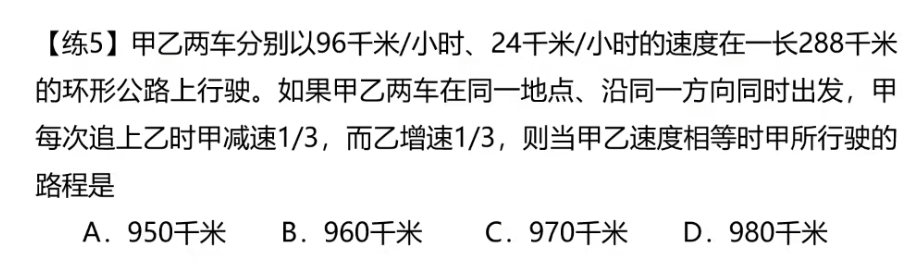 【练5】甲乙两车分别以96千米/小时、24千米/小时的速度在一长288千米
的环形公路上行驶。如果甲乙两车在同一地点、沿同一方向同时出发，甲
每次追上乙时甲减速1/3，而乙增速1/3，则当甲乙速度相等时甲所行驶的
路程是
A．950千米 B．960千米 C．970千米 D．980千米